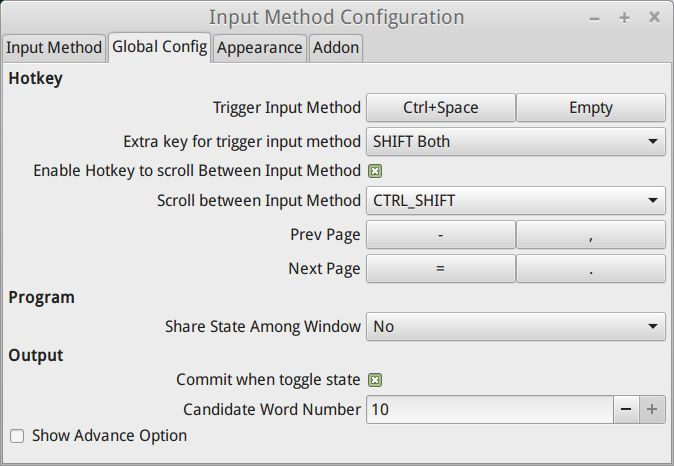 Input Method Configuration
Input Method Global Config Appearance Addon
Hotkey
Trigger Input Method Ctrl+Space Empty
Extra key for trigger input method SHIFT Both
Enable Hotkey to scroll Between Input Method
Scroll between Input Method CTRL_SHIFT
Prev Page - ,
Next Page = .
Program
Share State Among Window No
Output
Commit when toggle state
Candidate Word Number 10
Show Advance Option